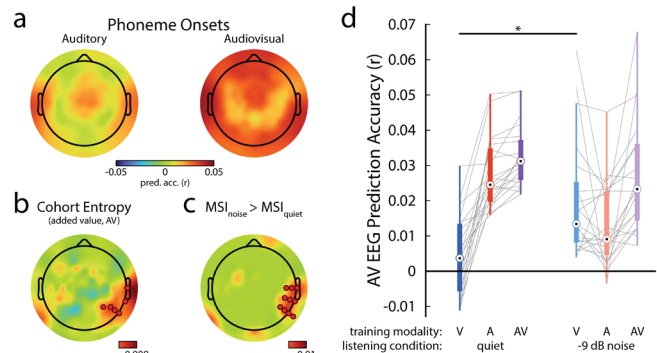 a
Phoneme Onsets
Auditory
Audiovisual
-0.05
0.05
pred. acc. (r)
b
Cohort Entropy
(added value, AV)
c
MSInoise > MSIquiet
d
AV EEG Prediction Accuracy (r)
0.07
0.06
0.05
0.04
0.03
0.02
0.01
0
-0.01
*
training modality: V A AV V A AV
listening condition: quiet -9 dB noise